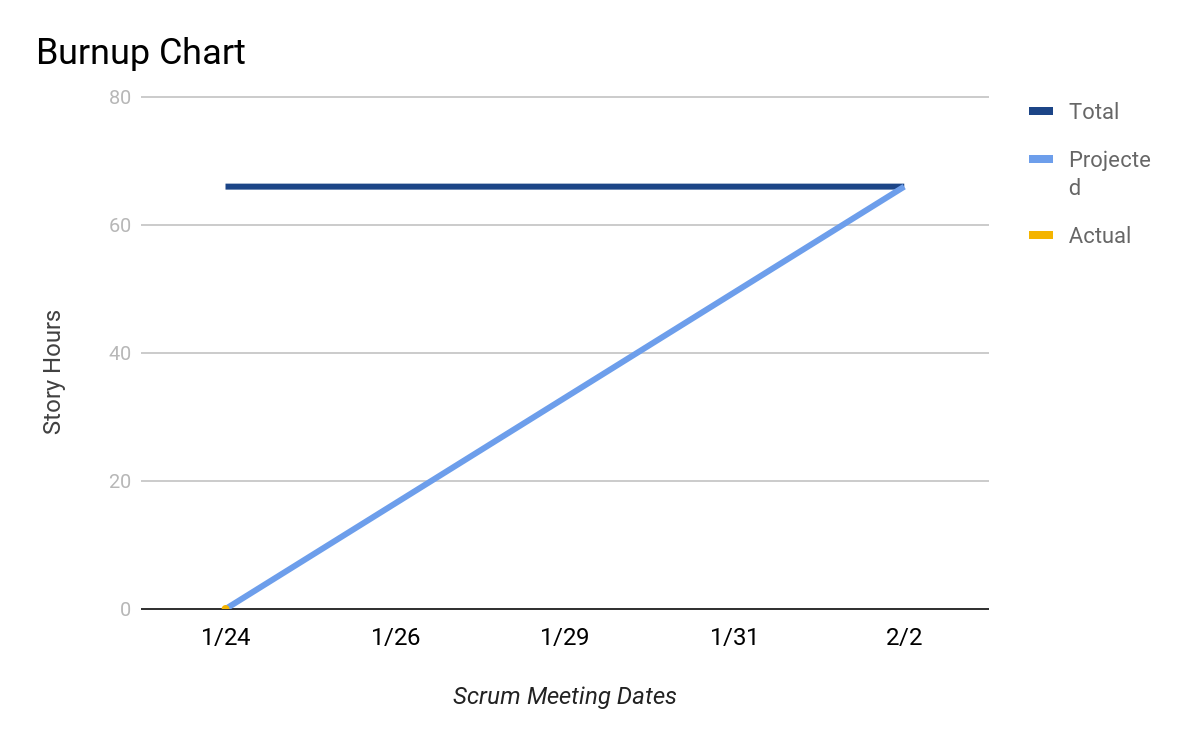 Burnup Chart
80
60
40
20
0
Story Hours
1/24
1/26
1/29
1/31
2/2
Scrum Meeting Dates
Total
Projecte
d
Actual